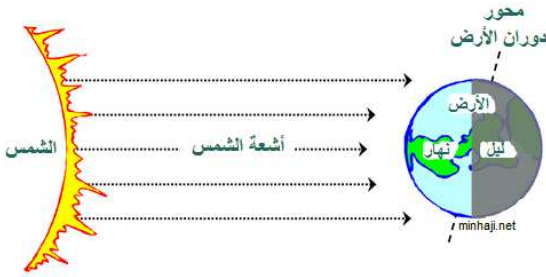 محور
دوران الأرض
الأرض
الشمس
أشعة الشمس
نهار
ليل
minhaji.net